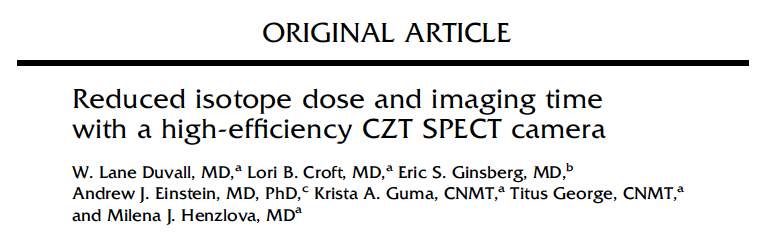 ORIGINAL ARTICLE
Reduced isotope dose and imaging time
with a high-efficiency CZT SPECT camera
W. Lane Duvall, MD,a Lori B. Croft, MD,a Eric S. Ginsberg, MD,b
Andrew J. Einstein, MD, PhD,c Krista A. Guma, CNMT,a Titus George, CNMT,a
and Milena J. Henzlova, MDa